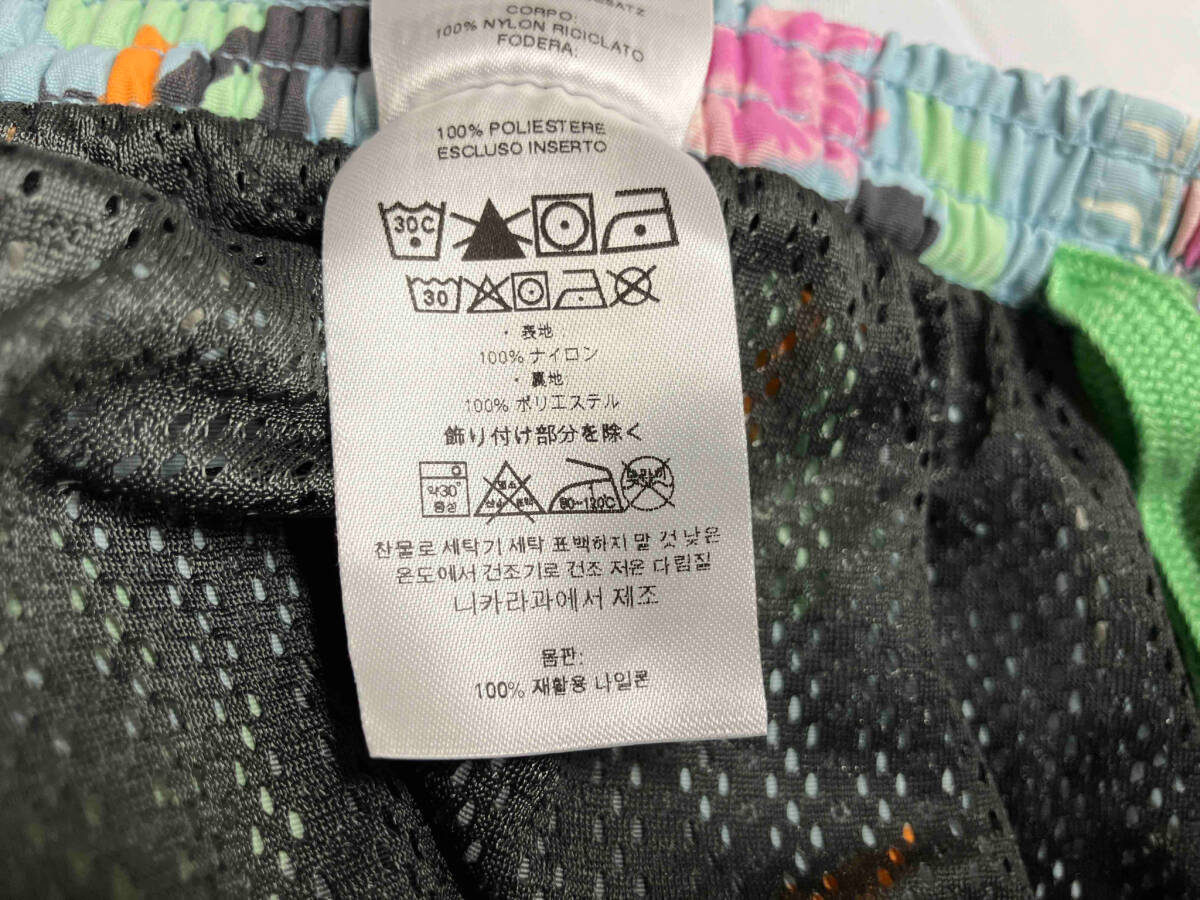 CORPO:
100% NYLON RICICLATO
FODERA:
100% POLIESTERE
ESCLUSO INSERTO
30C
30
・表地:
100% ナイロン
・裏地:
100% ポリエステル
飾り付け部分を除く
약30°
중성
80~120℃
드라이
찬물로 세탁기 세탁 표백하지 말 것 낮은
온도에서 건조기로 건조 저온 다림질
니카라과에서 제조
몸판:
100% 재활용 나일론